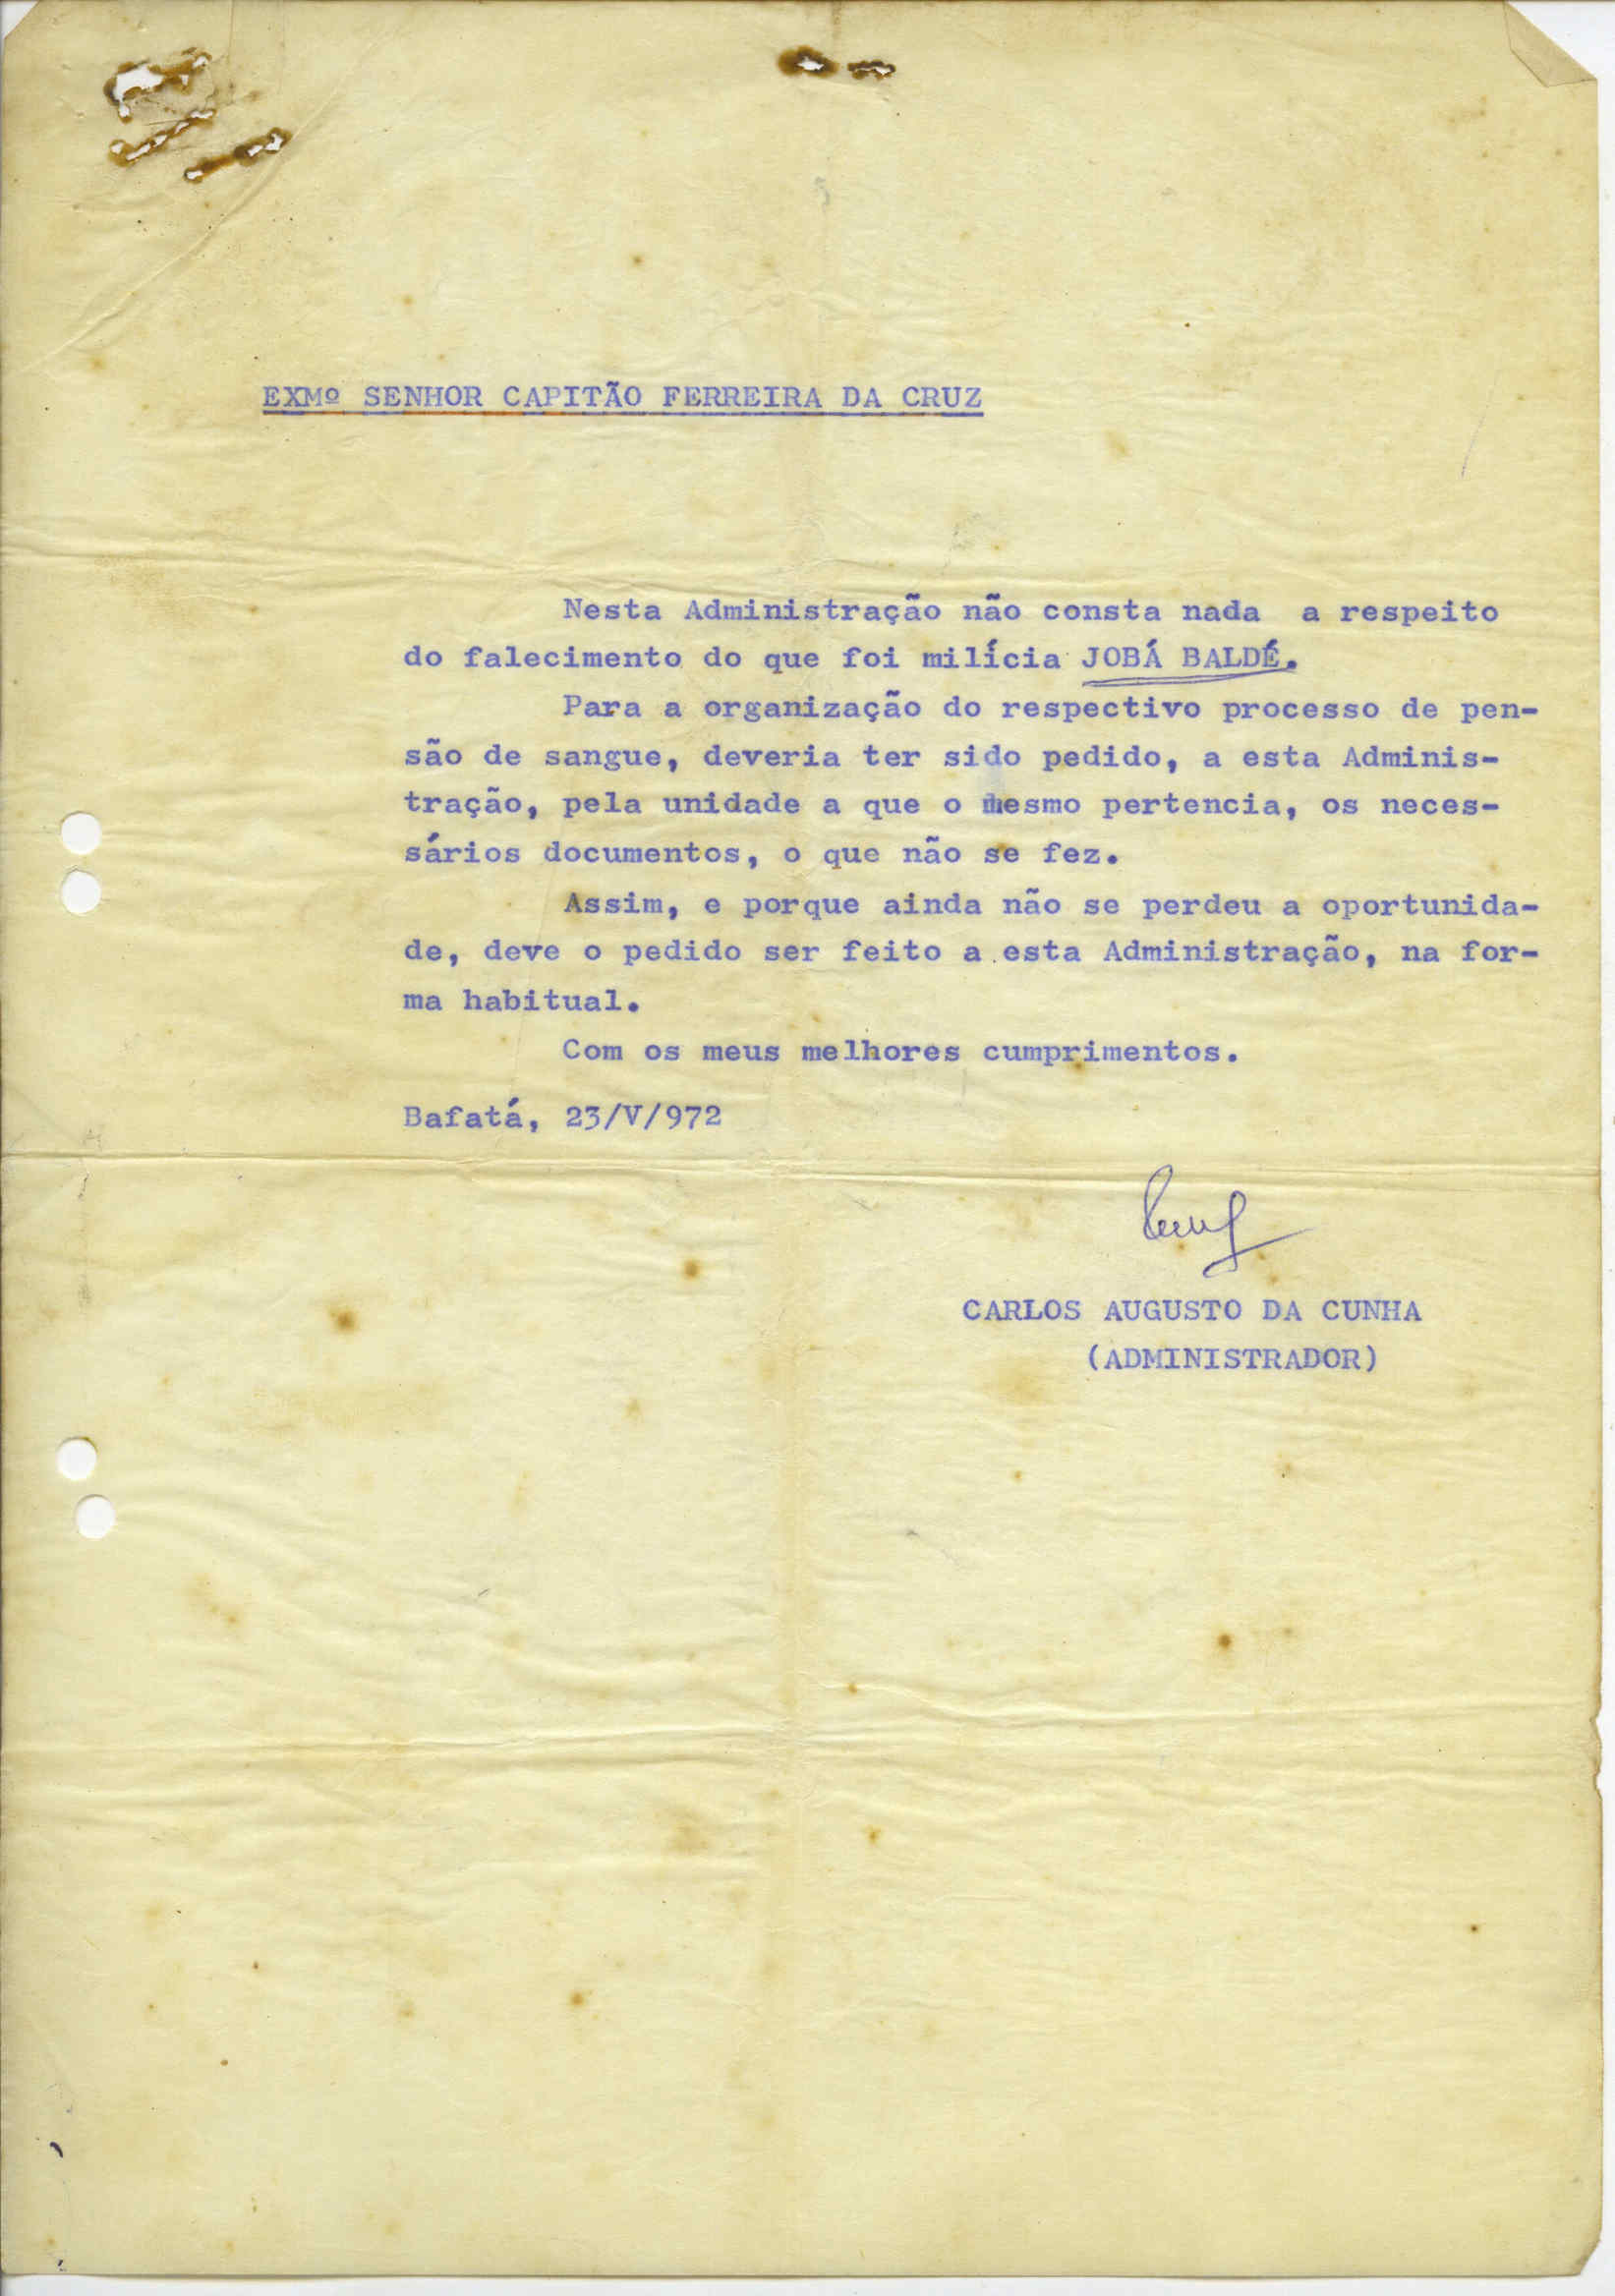 EXMº SENHOR CAPITÃO FERREIRA DA CRUZ
Nesta Administração não consta nada a respeito
do falecimento do que foi milícia JOBÁ BALDÉ.
Para a organização do respectivo processo de pen-
são de sangue, deveria ter sido pedido, a esta Adminis-
tração, pela unidade a que o mesmo pertencia, os neces-
sários documentos, o que não se fez.
Assim, e porque ainda não se perdeu a oportunida-
de, deve o pedido ser feito a esta Administração, na for-
ma habitual.
Com os meus melhores cumprimentos.
Bafatá, 23/V/972
CARLOS AUGUSTO DA CUNHA
(ADMINISTRADOR)